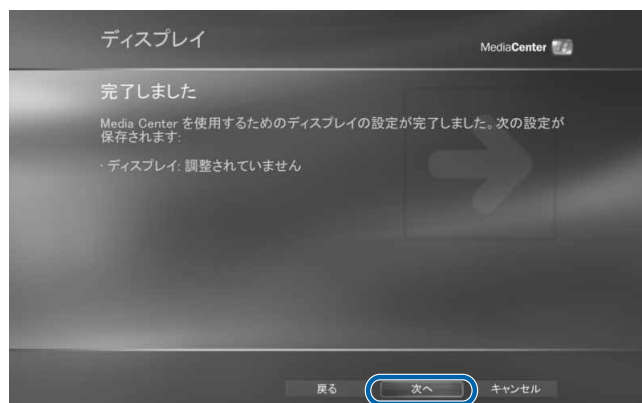 ディスプレイ
MediaCenter
完了しました
Media Center を使用するためのディスプレイの設定が完了しました。次の設定が
保存されます:
・ディスプレイ: 調整されていません
戻る
次へ
キャンセル